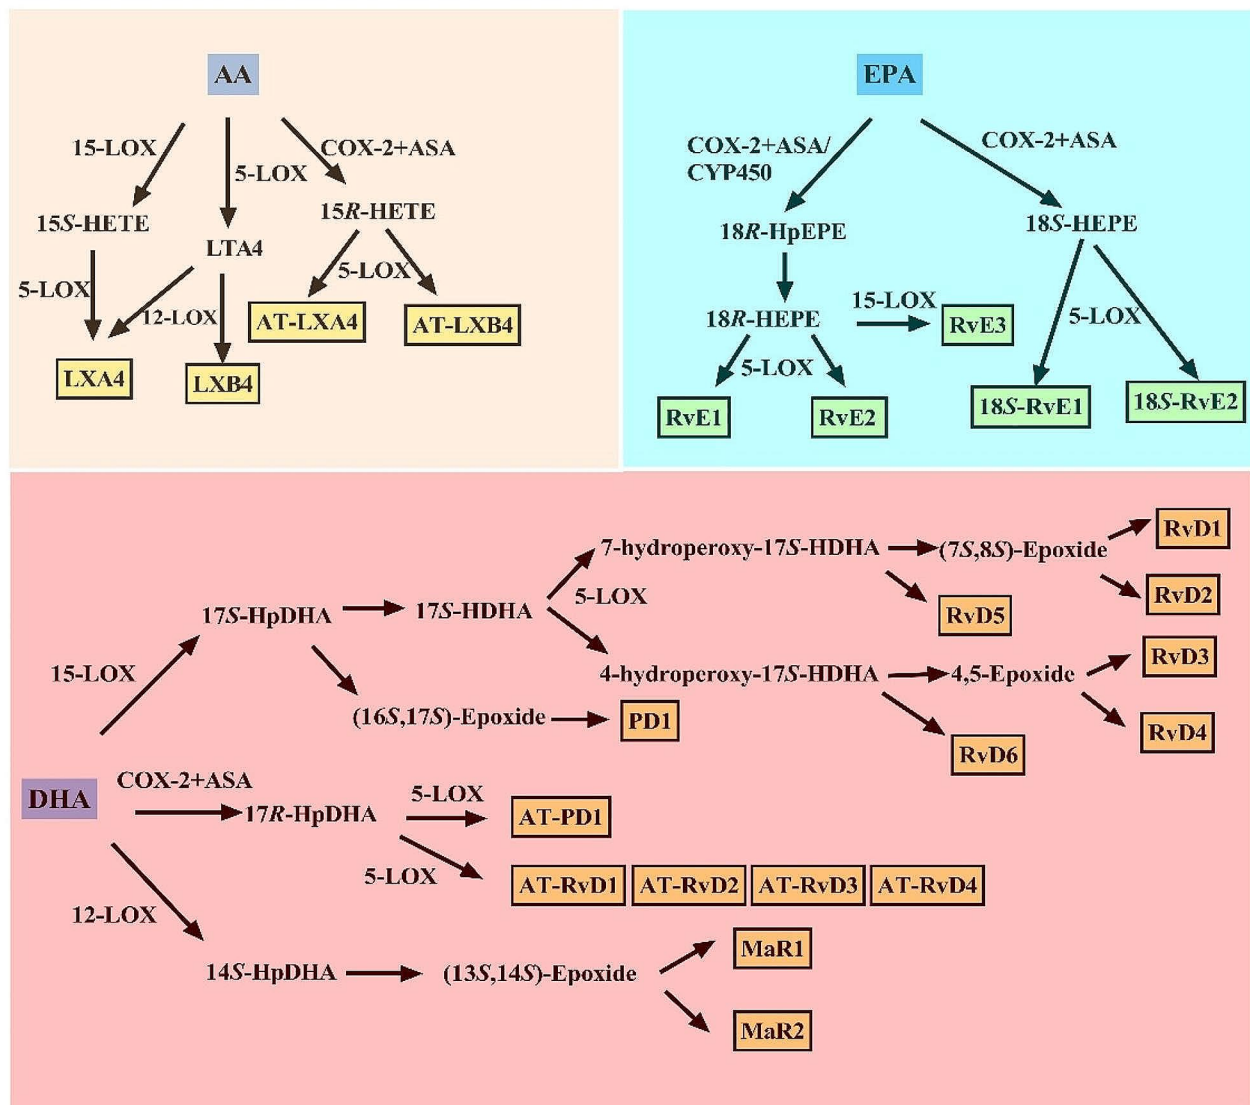 AA
15-LOX
5-LOX
COX-2+ASA
15S-HETE
LTA4
15R-HETE
5-LOX
12-LOX
5-LOX
LXA4
LXB4
AT-LXA4
AT-LXB4
EPA
COX-2+ASA/
CYP450
COX-2+ASA
18R-HpEPE
18S-HEPE
18R-HEPE
15-LOX
RvE3
5-LOX
5-LOX
RvE1
RvE2
18S-RvE1
18S-RvE2
DHA
15-LOX
17S-HpDHA
17S-HDHA
5-LOX
7-hydroperoxy-17S-HDHA
(7S,8S)-Epoxide
RvD1
RvD2
RvD5
4-hydroperoxy-17S-HDHA
4,5-Epoxide
RvD3
RvD4
RvD6
(16S,17S)-Epoxide
PD1
COX-2+ASA
17R-HpDHA
5-LOX
AT-PD1
5-LOX
AT-RvD1 AT-RvD2 AT-RvD3 AT-RvD4
12-LOX
14S-HpDHA
(13S,14S)-Epoxide
MaR1
MaR2